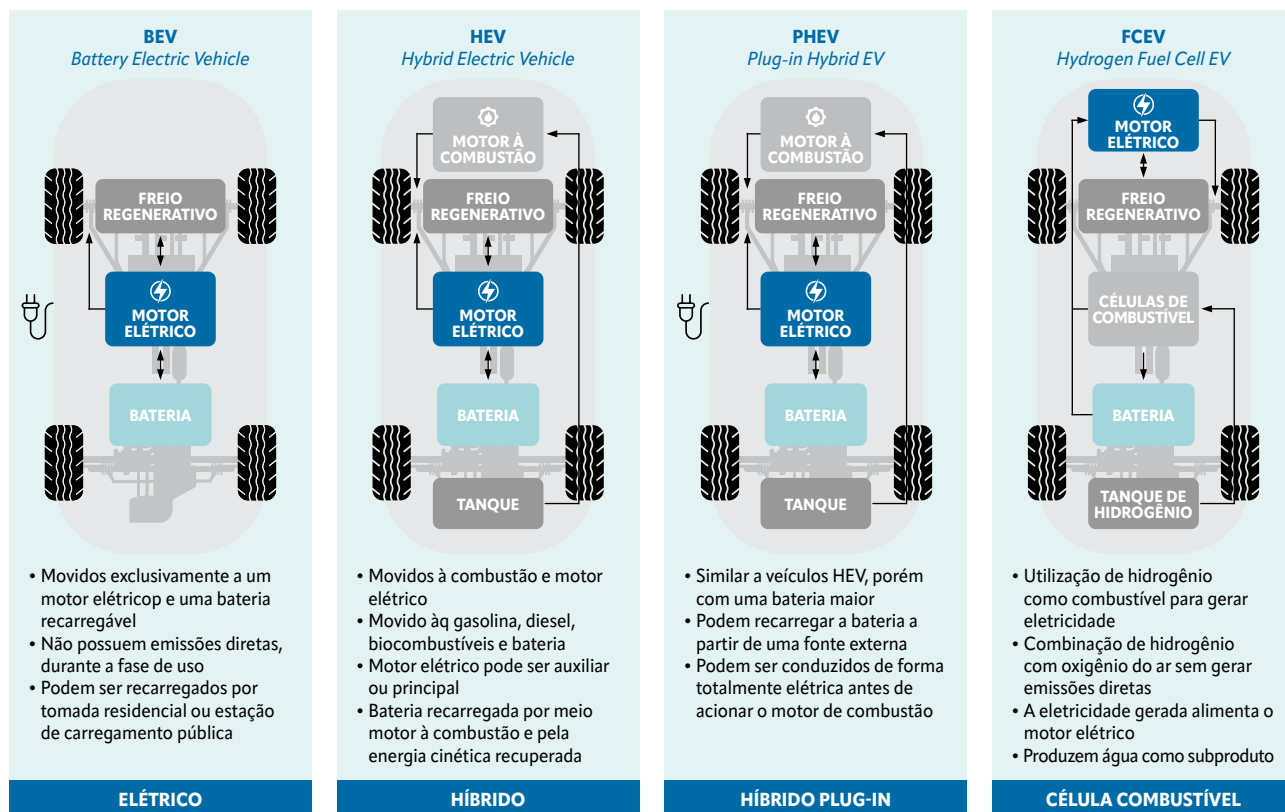 BEV
Battery Electric Vehicle
FREIO
REGENERATIVO
MOTOR
ELÉTRICO
BATERIA
• Movidos exclusivamente a um
motor elétricop e uma bateria
recarregável
• Não possuem emissões diretas,
durante a fase de uso
• Podem ser recarregados por
tomada residencial ou estação
de carregamento pública
ELÉTRICO
HEV
Hybrid Electric Vehicle
MOTOR À
COMBUSTÃO
FREIO
REGENERATIVO
MOTOR
ELÉTRICO
BATERIA
TANQUE
• Movidos à combustão e motor
elétrico
• Movido àq gasolina, diesel,
biocombustíveis e bateria
• Motor elétrico pode ser auxiliar
ou principal
• Bateria recarregada por meio
motor à combustão e pela
energia cinética recuperada
HÍBRIDO
PHEV
Plug-in Hybrid EV
MOTOR À
COMBUSTÃO
FREIO
REGENERATIVO
MOTOR
ELÉTRICO
BATERIA
TANQUE
• Similar a veículos HEV, porém
com uma bateria maior
• Podem recarregar a bateria a
partir de uma fonte externa
• Podem ser conduzidos de forma
totalmente elétrica antes de
acionar o motor de combustão
HÍBRIDO PLUG-IN
FCEV
Hydrogen Fuel Cell EV
MOTOR
ELÉTRICO
FREIO
REGENERATIVO
CÉLULAS DE
COMBUSTÍVEL
BATERIA
TANQUE DE
HIDROGÊNIO
• Utilização de hidrogênio
como combustível para gerar
eletricidade
• Combinação de hidrogênio
com oxigênio do ar sem gerar
emissões diretas
• A eletricidade gerada alimenta o
motor elétrico
• Produzem água como subproduto
CÉLULA COMBUSTÍVEL